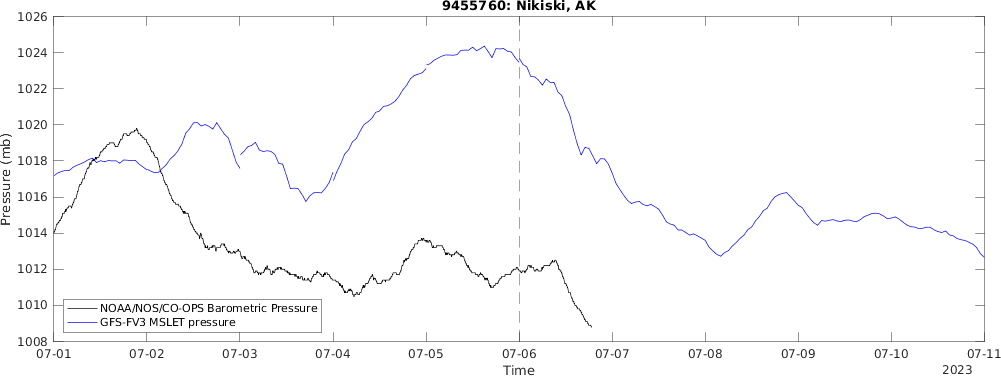 9455760: Nikiski, AK
1026
1024
1022
1020
1018
1016
1014
1012
1010
1008
Pressure (mb)
NOAA/NOS/CO-OPS Barometric Pressure
GFS-FV3 MSLET pressure
07-01 07-02 07-03 07-04 07-05 07-06 07-07 07-08 07-09 07-10 07-11
Time
2023